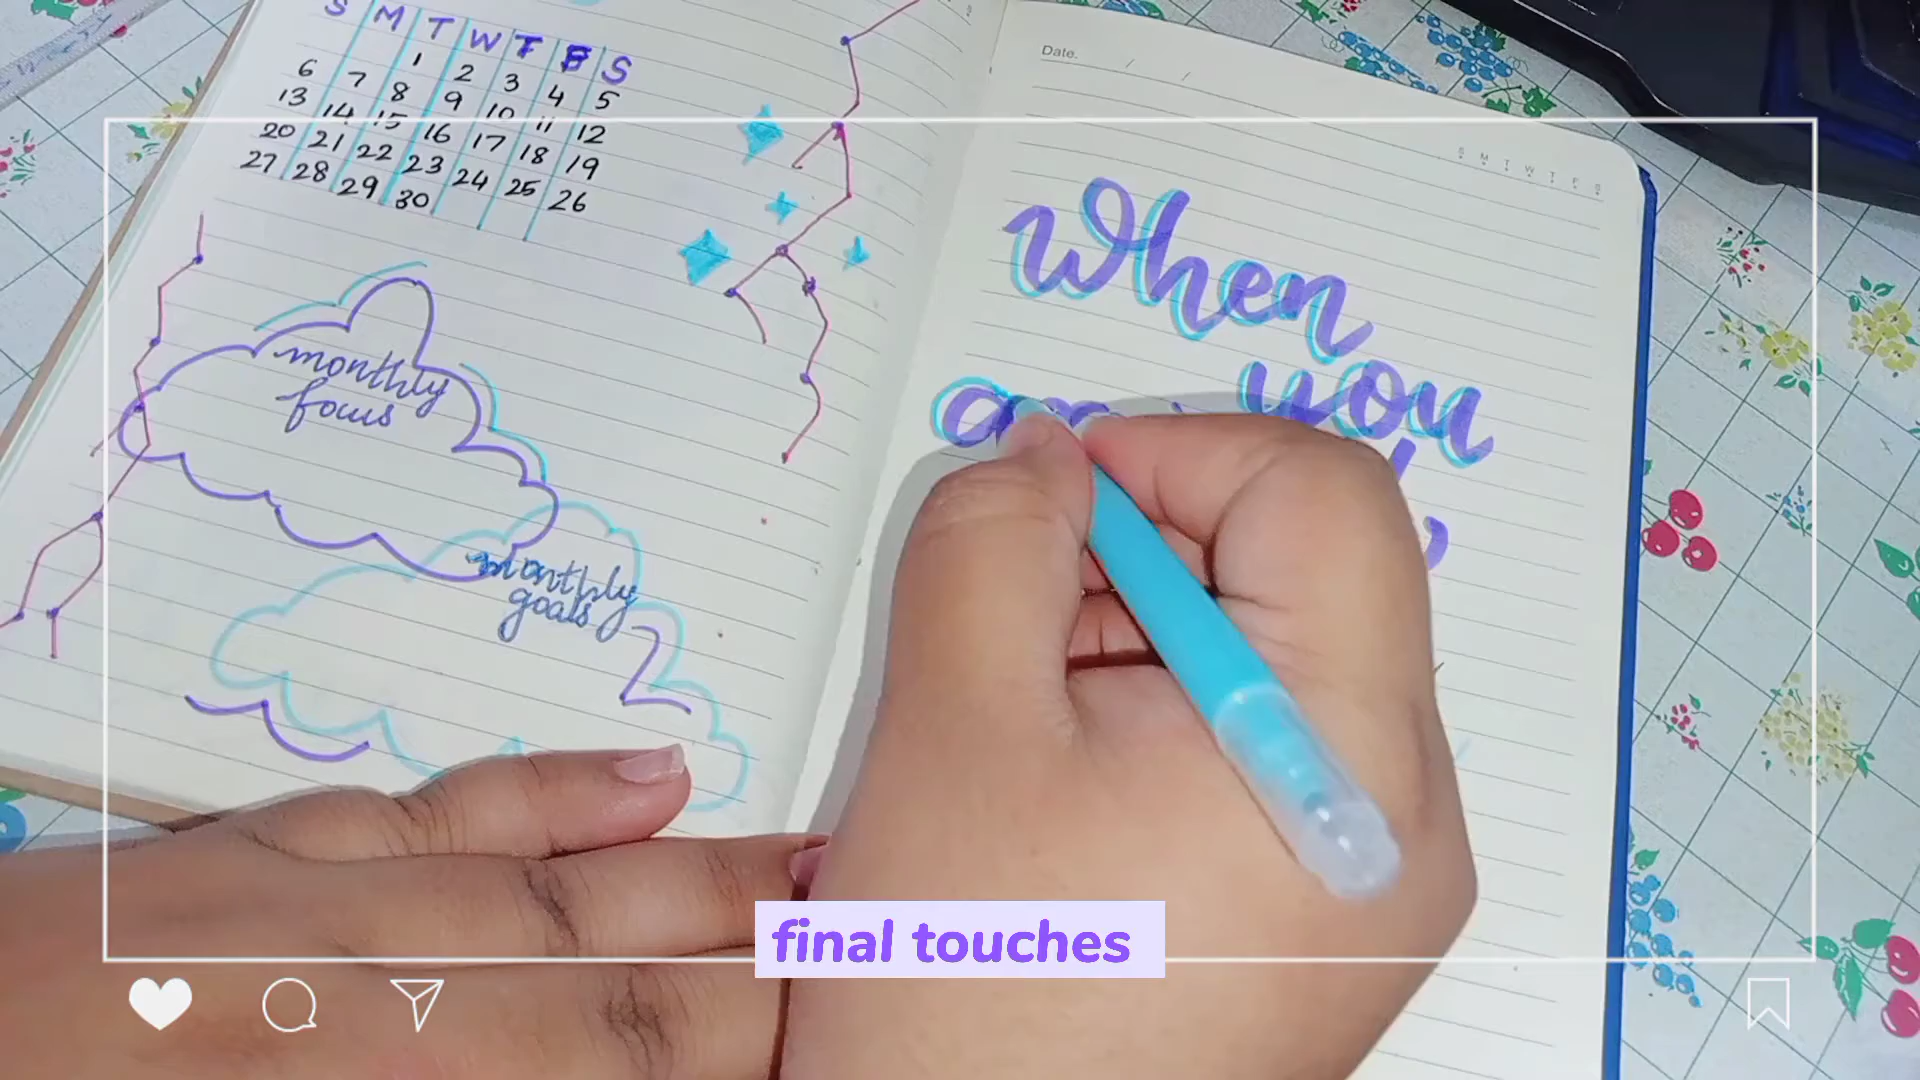 S M T W T F S
1 2 3 4 5
6 7 8 9 10 11 12
13 14 15 16 17 18 19
20 21 22 23 24 25 26
27 28 29 30
monthly
focus
monthly
goals
Date. / /
S M T W T F S
When
you
final touches